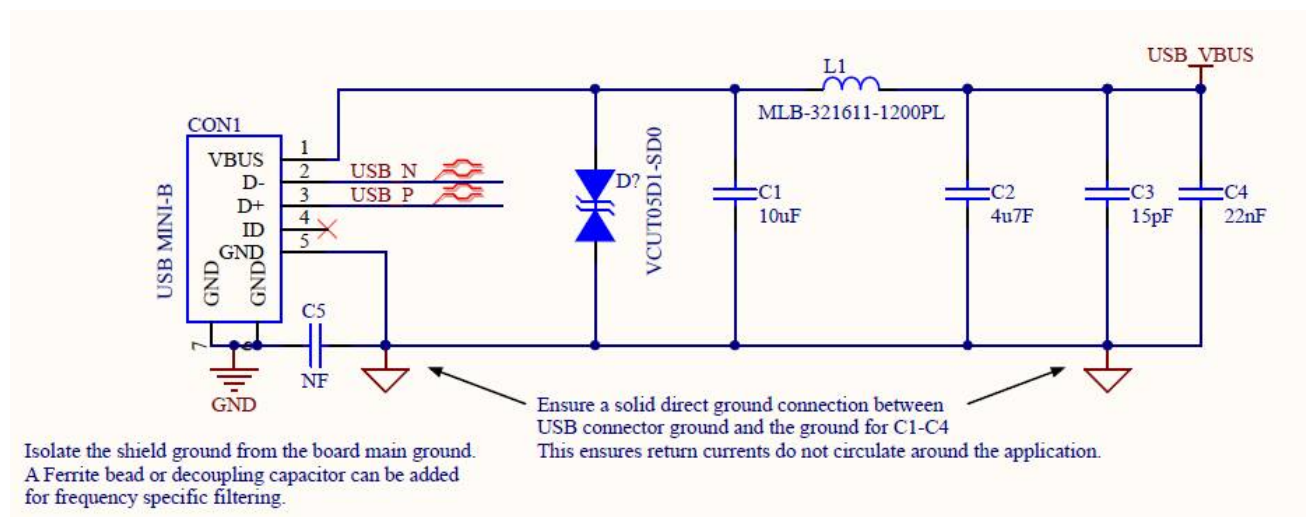 USB_VBUS
L1
MLB-321611-1200PL
CON1
USB MINI-B
VBUS 1
D- 2
D+ 3
ID 4
GND 5
GND
GND
7
USB_N
USB_P
D?
VCUT05D1-SD0
C1
10uF
C2
4u7F
C3
15pF
C4
22nF
C5
NF
GND
Ensure a solid direct ground connection between
USB connector ground and the ground for C1-C4
This ensures return currents do not circulate around the application.
Isolate the shield ground from the board main ground.
A Ferrite bead or decoupling capacitor can be added
for frequency specific filtering.